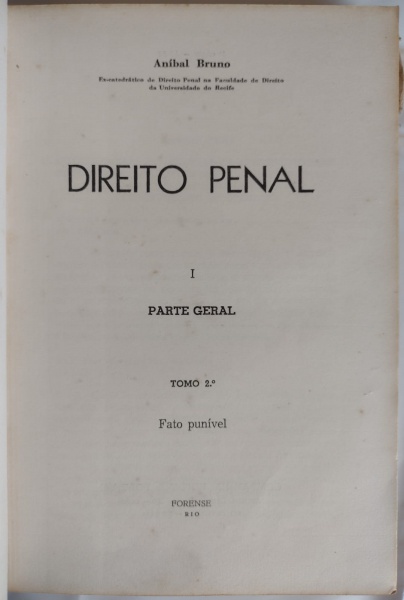 Aníbal Bruno
Ex-catedrático de Direito Penal na Faculdade de Direito
da Universidade do Recife
DIREITO PENAL
I
PARTE GERAL
TOMO 2.º
Fato punível
FORENSE
RIO